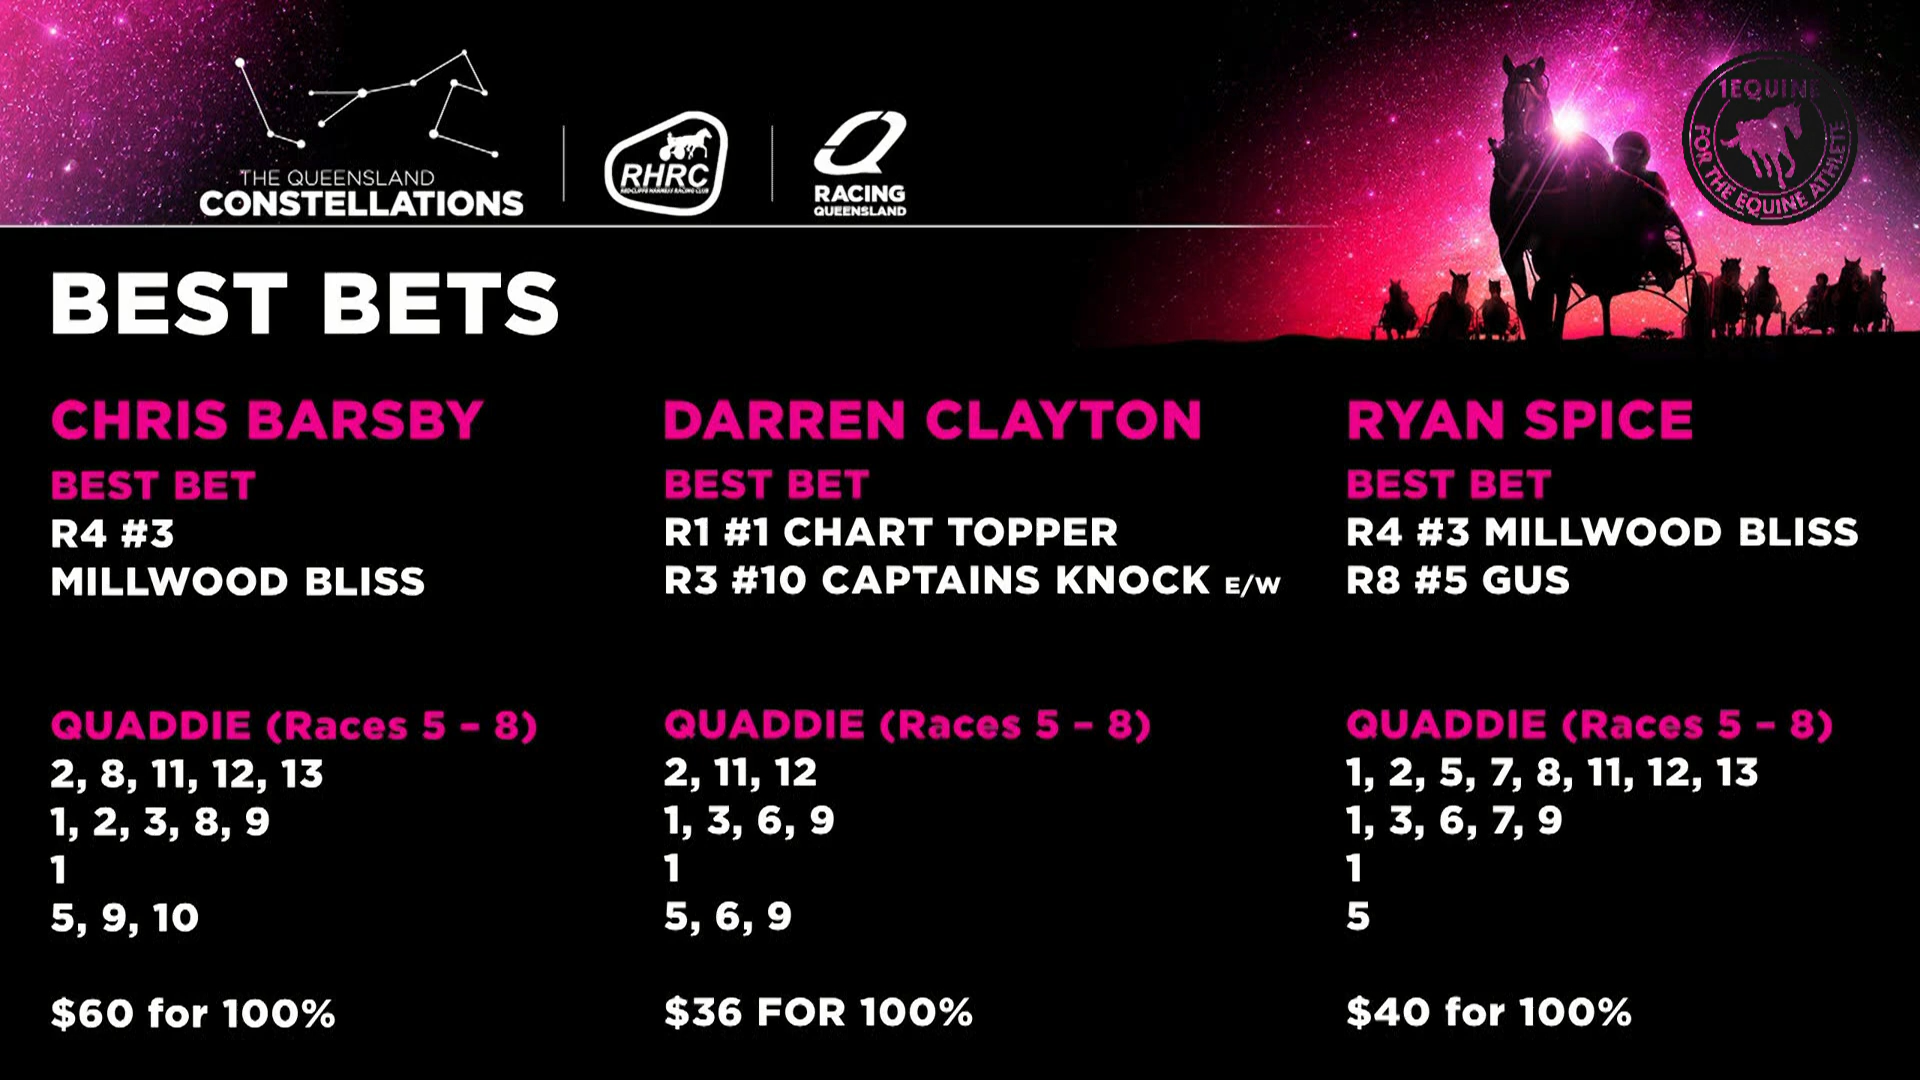 THE QUEENSLAND
CONSTELLATIONS
RHRC
REDCLIFFE HARNESS RACING CLUB
RACING
QUEENSLAND
1EQUINE
FOR THE EQUINE ATHLETE
BEST BETS
CHRIS BARSBY
BEST BET
R4 #3
MILLWOOD BLISS
QUADDIE (Races 5 – 8)
2, 8, 11, 12, 13
1, 2, 3, 8, 9
1
5, 9, 10
$60 for 100%
DARREN CLAYTON
BEST BET
R1 #1 CHART TOPPER
R3 #10 CAPTAINS KNOCK E/W
QUADDIE (Races 5 – 8)
2, 11, 12
1, 3, 6, 9
1
5, 6, 9
$36 FOR 100%
RYAN SPICE
BEST BET
R4 #3 MILLWOOD BLISS
R8 #5 GUS
QUADDIE (Races 5 – 8)
1, 2, 5, 7, 8, 11, 12, 13
1, 3, 6, 7, 9
1
5
$40 for 100%